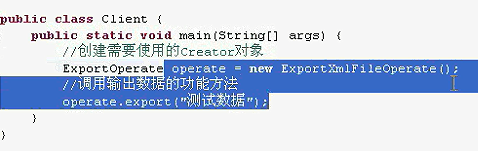 public class Client {
public static void main(String[] args) {
//创建需要使用的Creator对象
ExportOperate operate = new ExportXmlFileOperate();
//调用输出数据的功能方法
operate.export("测试数据");
}
}